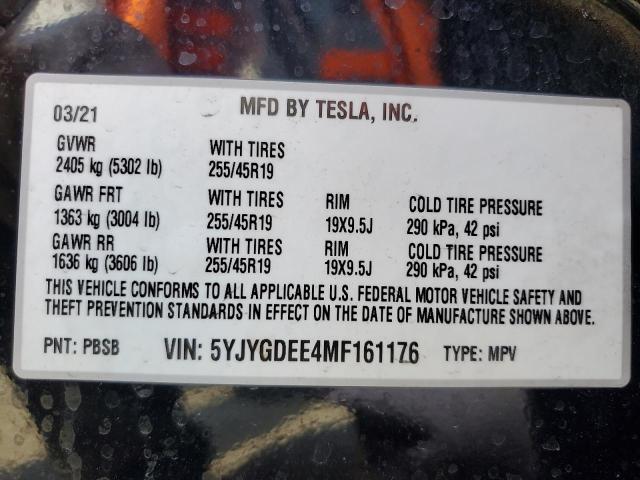 03/21 MFD BY TESLA, INC.
GVWR WITH TIRES
2405 kg (5302 lb) 255/45R19
GAWR FRT WITH TIRES RIM COLD TIRE PRESSURE
1363 kg (3004 lb) 255/45R19 19X9.5J 290 kPa, 42 psi
GAWR RR WITH TIRES RIM COLD TIRE PRESSURE
1636 kg (3606 lb) 255/45R19 19X9.5J 290 kPa, 42 psi
THIS VEHICLE CONFORMS TO ALL APPLICABLE U.S. FEDERAL MOTOR VEHICLE SAFETY AND
THEFT PREVENTION STANDARDS IN EFFECT ON THE DATE OF MANUFACTURE SHOWN ABOVE.
PNT: PBSB VIN: 5YJYGDEE4MF161176 TYPE: MPV